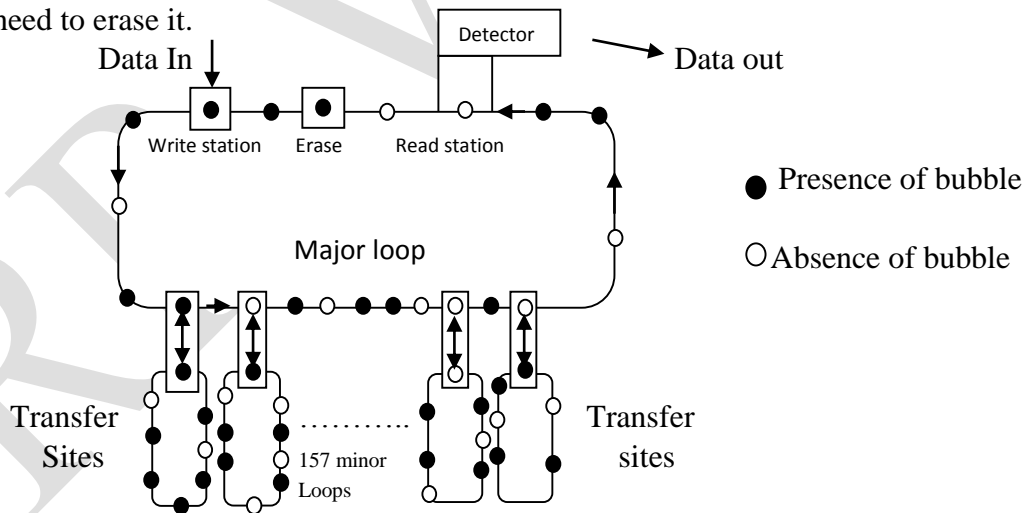 need to erase it.
Detector
Data In
Data out
Write station
Erase
Read station
Presence of bubble
Major loop
Absence of bubble
Transfer
Sites
...........
157 minor
Loops
Transfer
sites